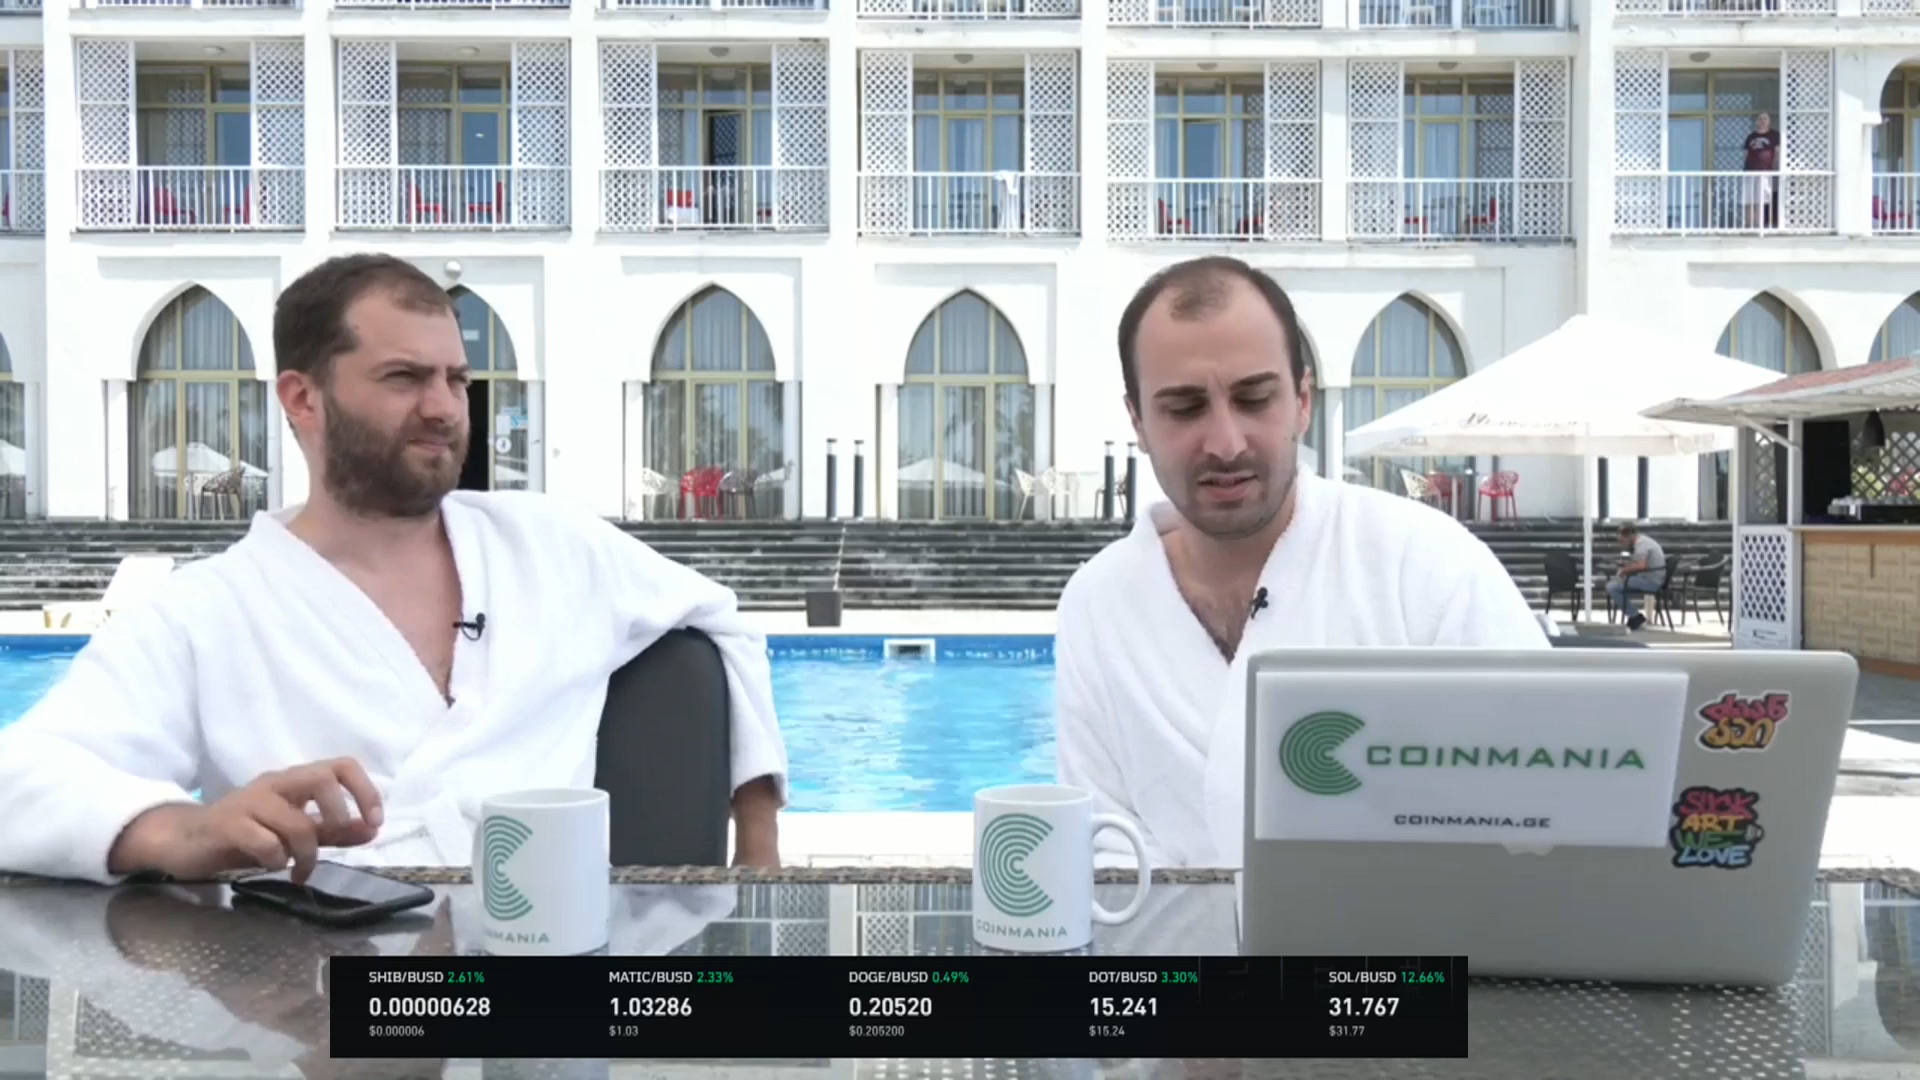 COINMANIA
COINMANIA.GE
SICK
ART
WE
LOVE
COINMANIA
SHIB/BUSD 2.61%
0.00000628
$0.000006
MATIC/BUSD 2.33%
1.03286
$1.03
DOGE/BUSD 0.49%
0.20520
$0.205200
DOT/BUSD 3.30%
15.241
$15.24
SOL/BUSD 12.66%
31.767
$31.77